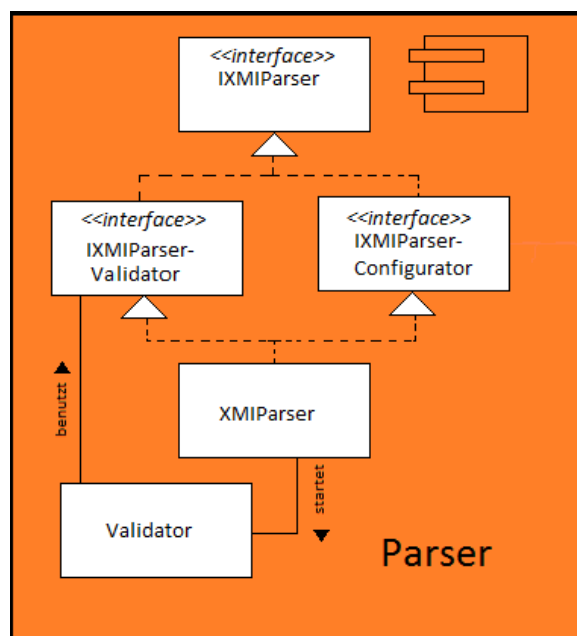 <<interface>>
IXMIParser
<<interface>>
IXMIParser-
Validator
<<interface>>
IXMIParser-
Configurator
benutzt
XMIParser
startet
Validator
Parser